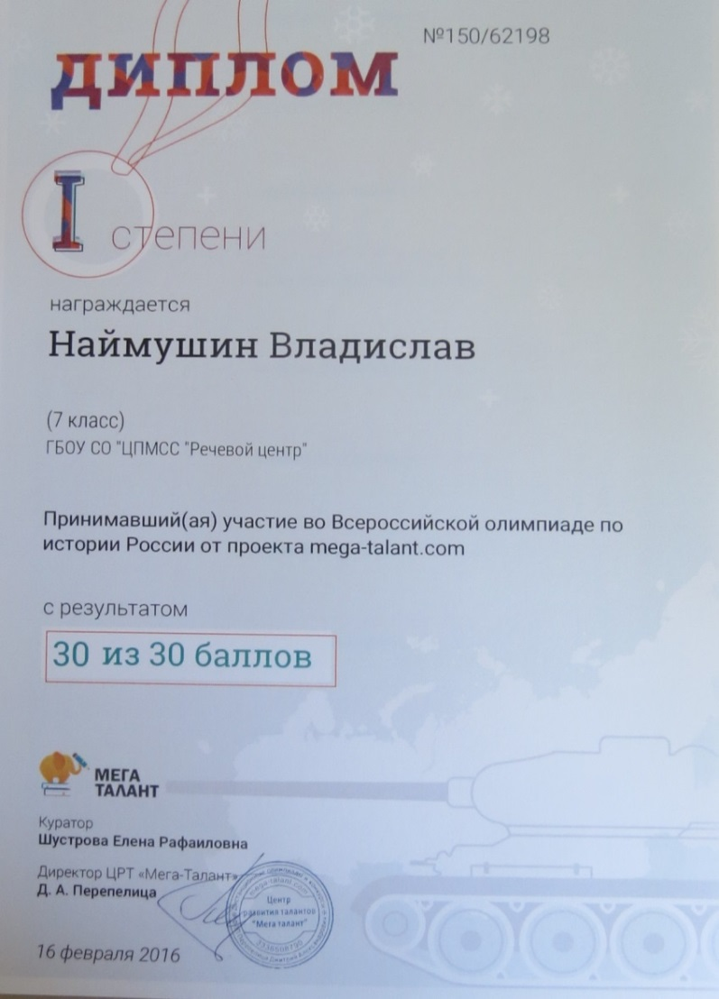 №150/62198
диплом
I степени
награждается
Наймушин Владислав
(7 класс)
ГБОУ СО "ЦПМСС "Речевой центр"
Принимавший(ая) участие во Всероссийской олимпиаде по
истории России от проекта mega-talant.com
с результатом
30 из 30 баллов
МЕГА
ТАЛАНТ
Куратор
Шустрова Елена Рафаиловна
Директор ЦРТ «Мега-Талант»
Д. А. Перепелица
Центр
развития талантов
"Мега талант"
16 февраля 2016